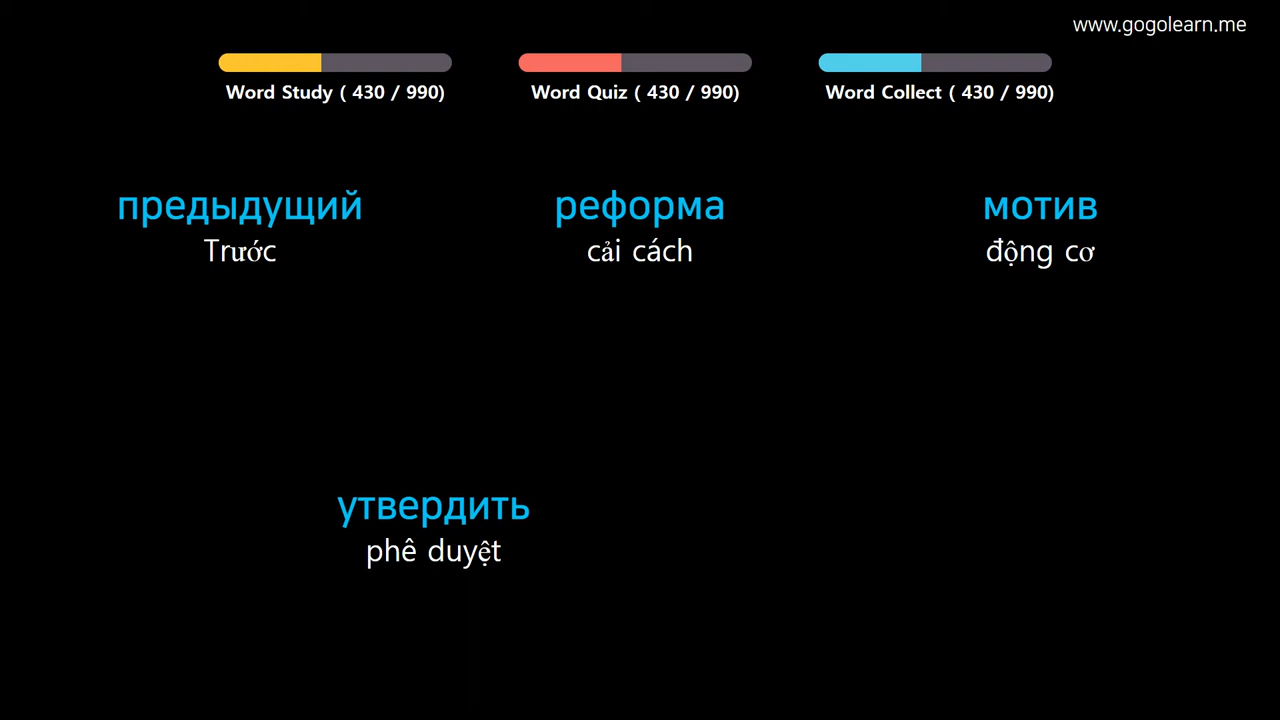 www.gogolearn.me
Word Study ( 430 / 990)
Word Quiz ( 430 / 990)
Word Collect ( 430 / 990)
предыдущий
Trước
реформа
cải cách
мотив
động cơ
утвердить
phê duyệt